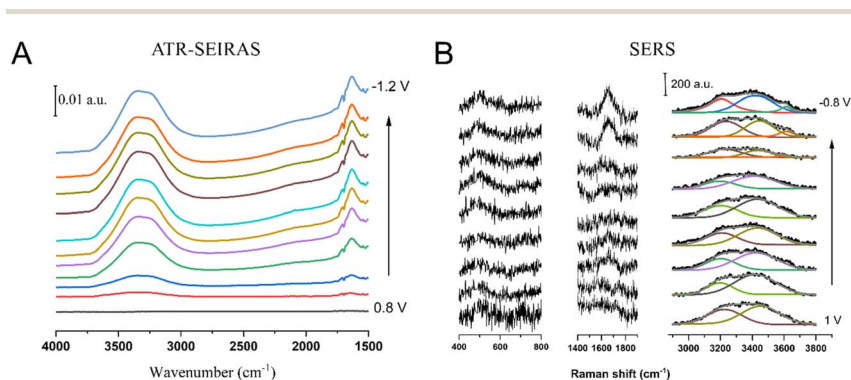 ATR-SEIRAS
SERS
A
B
0.01 a.u.
-1.2 V
0.8 V
4000 3500 3000 2500 2000 1500
Wavenumber (cm⁻¹)
200 a.u.
-0.8 V
1 V
400 600 800
1400 1600 1800
3000 3200 3400 3600 3800
Raman shift (cm⁻¹)